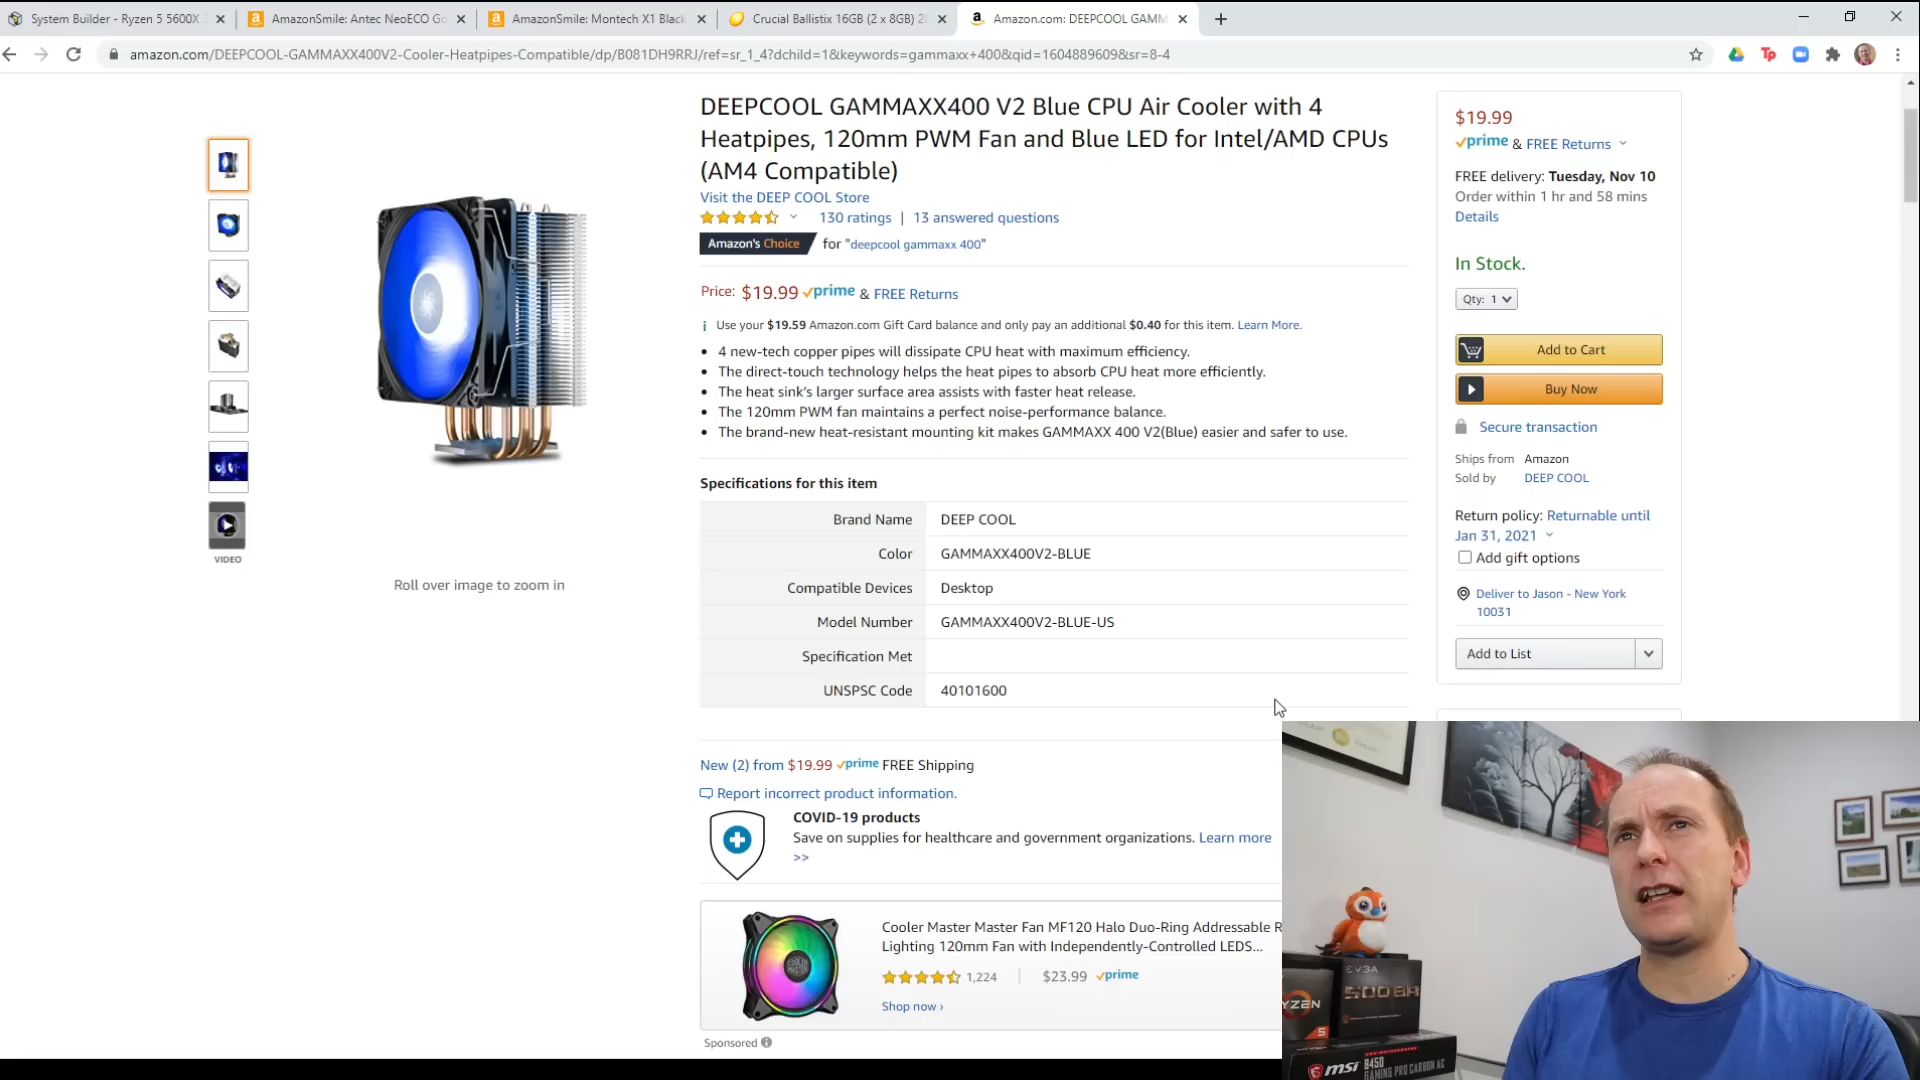 System Builder - Ryzen 5 5600X
AmazonSmile: Antec NeoECO Go
AmazonSmile: Montech X1 Black
Crucial Ballistix 16GB (2 x 8GB) 28
Amazon.com: DEEPCOOL GAMM
amazon.com/DEEPCOOL-GAMMAXX400V2-Cooler-Heatpipes-Compatible/dp/B081DH9RRJ/ref=sr_1_4?dchild=1&keywords=gammaxx+400&qid=1604889609&sr=8-4
VIDEO
Roll over image to zoom in
DEEPCOOL GAMMAXX400 V2 Blue CPU Air Cooler with 4
Heatpipes, 120mm PWM Fan and Blue LED for Intel/AMD CPUs
(AM4 Compatible)
Visit the DEEP COOL Store
130 ratings | 13 answered questions
Amazon's Choice for "deepcool gammaxx 400"
Price: $19.99 prime & FREE Returns
Use your $19.59 Amazon.com Gift Card balance and only pay an additional $0.40 for this item. Learn More.
• 4 new-tech copper pipes will dissipate CPU heat with maximum efficiency.
• The direct-touch technology helps the heat pipes to absorb CPU heat more efficiently.
• The heat sink's larger surface area assists with faster heat release.
• The 120mm PWM fan maintains a perfect noise-performance balance.
• The brand-new heat-resistant mounting kit makes GAMMAXX 400 V2(Blue) easier and safer to use.
Specifications for this item
Brand Name DEEP COOL
Color GAMMAXX400V2-BLUE
Compatible Devices Desktop
Model Number GAMMAXX400V2-BLUE-US
Specification Met
UNSPSC Code 40101600
New (2) from $19.99 prime FREE Shipping
Report incorrect product information.
COVID-19 products
Save on supplies for healthcare and government organizations. Learn more
>>
Cooler Master Master Fan MF120 Halo Duo-Ring Addressable R
Lighting 120mm Fan with Independently-Controlled LEDS...
1,224 | $23.99 prime
Shop now ›
Sponsored
$19.99
prime & FREE Returns
FREE delivery: Tuesday, Nov 10
Order within 1 hr and 58 mins
Details
In Stock.
Qty: 1
Add to Cart
Buy Now
Secure transaction
Ships from Amazon
Sold by DEEP COOL
Return policy: Returnable until
Jan 31, 2021
Add gift options
Deliver to Jason - New York
10031
Add to List
EVGA
500 BR
YZEN
5
msi B450
GAMING PRO CARBON AC